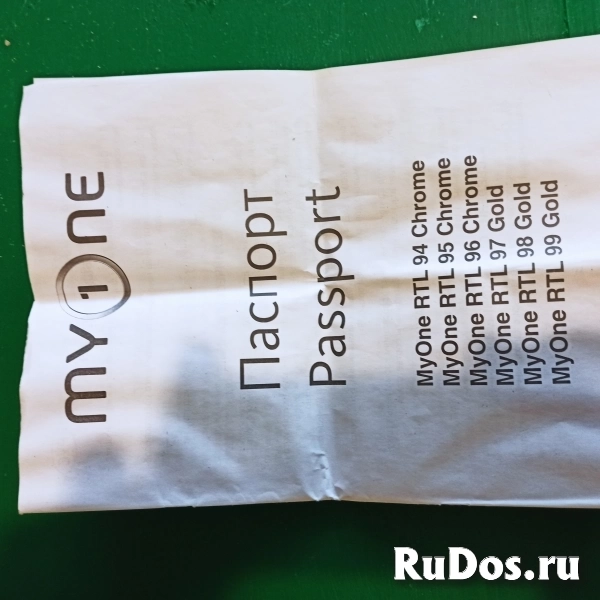 MY1ONE
Паспорт
Passport
MyOne RTL 94 Chrome
MyOne RTL 95 Chrome
MyOne RTL 96 Chrome
MyOne RTL 97 Gold
MyOne RTL 98 Gold
MyOne RTL 99 Gold
RuDos.ru